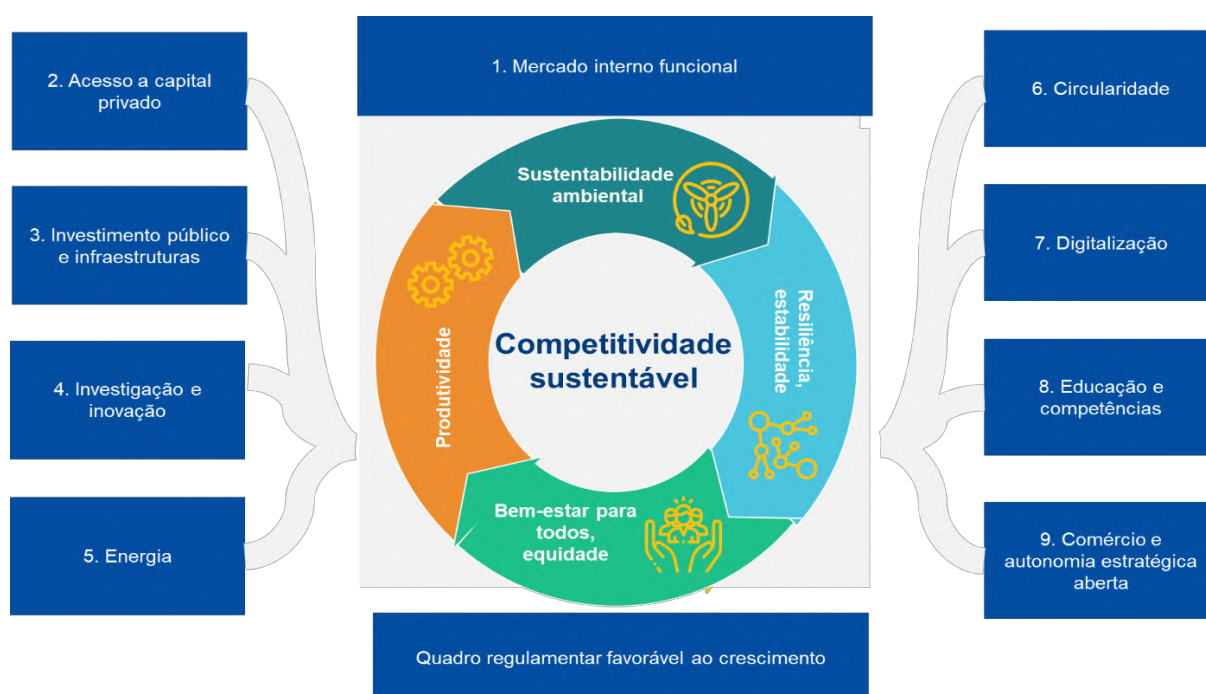 1. Mercado interno funcional
2. Acesso a capital
privado
3. Investimento público
e infraestruturas
4. Investigação e
inovação
5. Energia
Sustentabilidade
ambiental
Resiliência,
estabilidade
Bem-estar para
todos,
equidade
Produtividade
Competitividade
sustentável
6. Circularidade
7. Digitalização
8. Educação e
competências
9. Comércio e
autonomia estratégica
aberta
Quadro regulamentar favorável ao crescimento